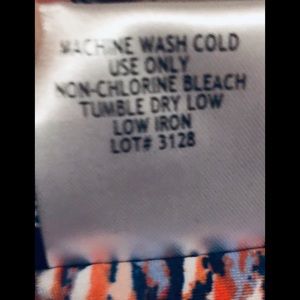 MACHINE WASH COLD
USE ONLY
NON-CHLORINE BLEACH
TUMBLE DRY LOW
LOW IRON
LOT# 3128